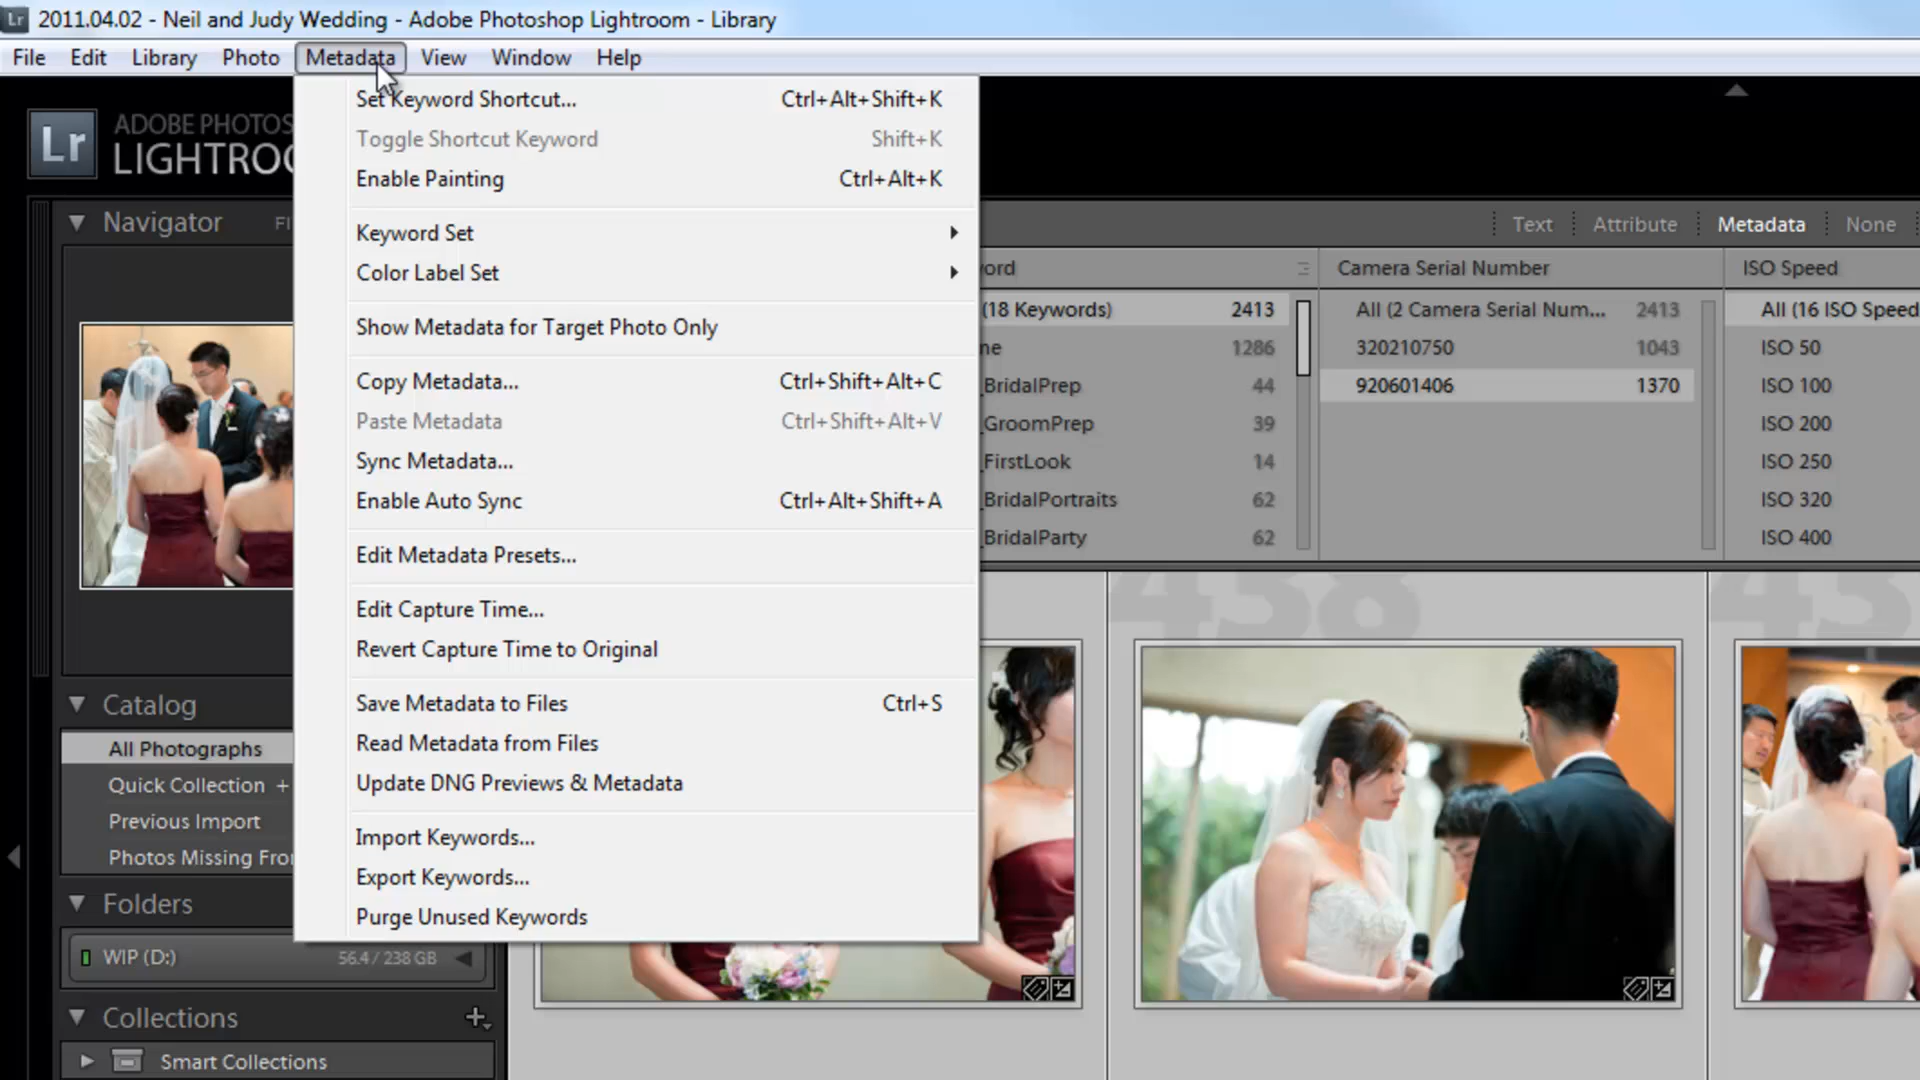 2011.04.02 - Neil and Judy Wedding - Adobe Photoshop Lightroom - Library
File Edit Library Photo Metadata View Window Help
Set Keyword Shortcut... Ctrl+Alt+Shift+K
Toggle Shortcut Keyword Shift+K
Enable Painting Ctrl+Alt+K
Keyword Set
Color Label Set
Show Metadata for Target Photo Only
Copy Metadata... Ctrl+Shift+Alt+C
Paste Metadata Ctrl+Shift+Alt+V
Sync Metadata...
Enable Auto Sync Ctrl+Alt+Shift+A
Edit Metadata Presets...
Edit Capture Time...
Revert Capture Time to Original
Save Metadata to Files Ctrl+S
Read Metadata from Files
Update DNG Previews & Metadata
Import Keywords...
Export Keywords...
Purge Unused Keywords
Lr ADOBE PHOTOS
LIGHTROO
Navigator FI
Catalog
All Photographs
Quick Collection +
Previous Import
Photos Missing Fro
Folders
WIP (D:) 56.4 / 238 GB
Collections
Smart Collections
Text Attribute Metadata None
ord Camera Serial Number ISO Speed
(18 Keywords) 2413 All (2 Camera Serial Num... 2413 All (16 ISO Speed
ne 1286 320210750 1043 ISO 50
_BridalPrep 44 920601406 1370 ISO 100
_GroomPrep 39 ISO 200
_FirstLook 14 ISO 250
_BridalPortraits 62 ISO 320
_BridalParty 62 ISO 400
438